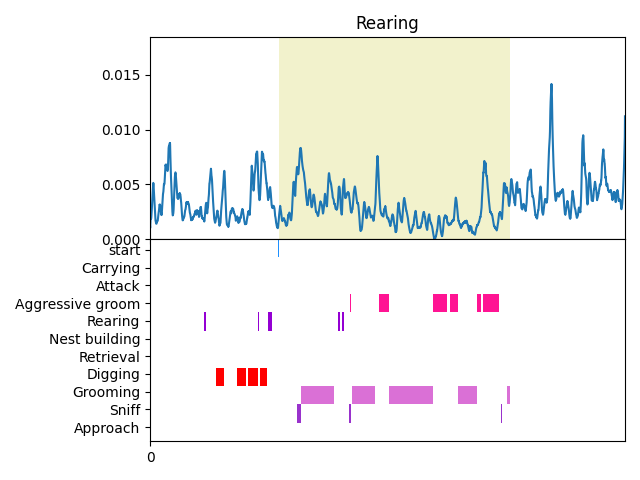 Rearing
0.015
0.010
0.005
0.000
start
Carrying
Attack
Aggressive groom
Rearing
Nest building
Retrieval
Digging
Grooming
Sniff
Approach
0